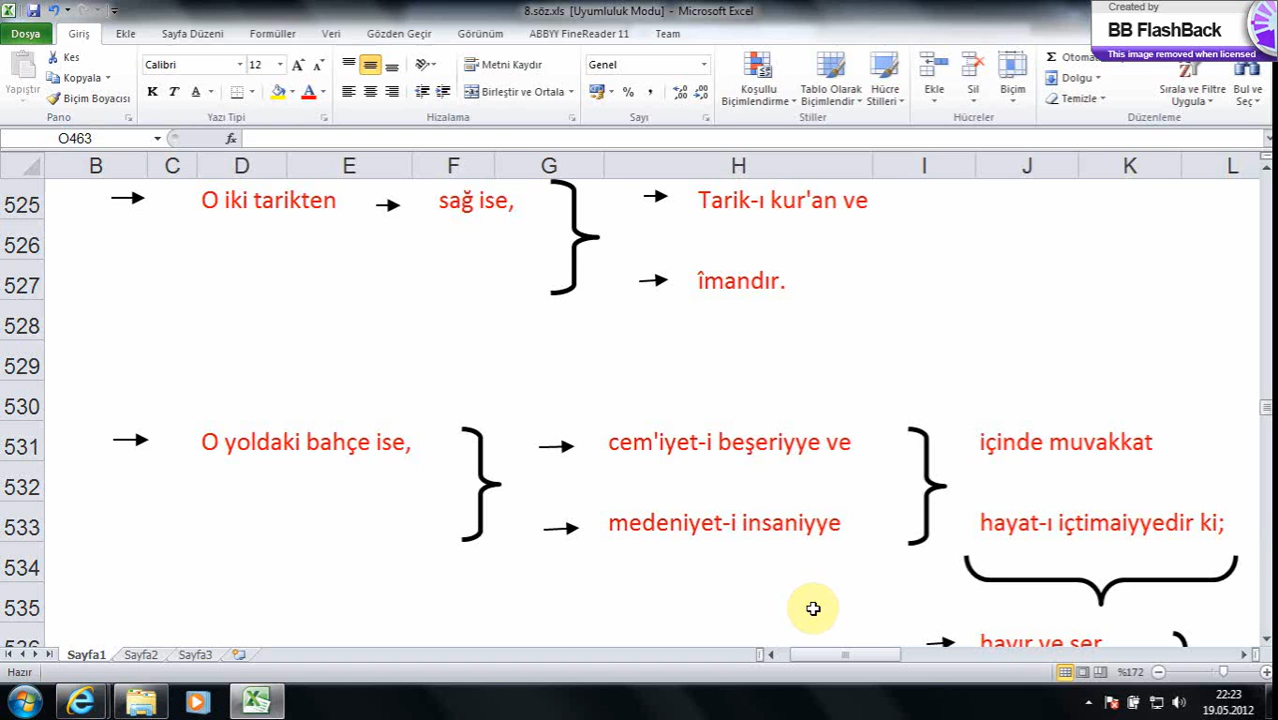 8.söz.xls [Uyumluluk Modu] - Microsoft Excel
Created by
BB FlashBack
This image removed when licensed
Dosya Giriş Ekle Sayfa Düzeni Formüller Veri Gözden Geçir Görünüm ABBYY FineReader 11 Team
Yapıştır
Kes
Kopyala
Biçim Boyacısı
Pano
Calibri 12
K T A
Yazı Tipi
Metni Kaydır
Birleştir ve Ortala
Hizalama
Genel
Sayı
Koşullu Biçimlendirme
Tablo Olarak Biçimlendir
Hücre Stilleri
Stiller
Ekle Sil Biçim
Hücreler
Dolgu
Temizle
Sırala ve Filtre Uygula
Bul ve Seç
Düzenleme
O463 fx
B C D E F G H I J K L
525 O iki tarikten sağ ise, Tarik-ı kur'an ve
526
527 îmandır.
528
529
530
531 O yoldaki bahçe ise, cem'iyet-i beşeriyye ve içinde muvakkat
532
533 medeniyet-i insaniyye hayat-ı içtimaiyyedir ki;
534
535
536 hayır ve şer
Sayfa1 Sayfa2 Sayfa3
Hazır %172
22:23
19.05.2012